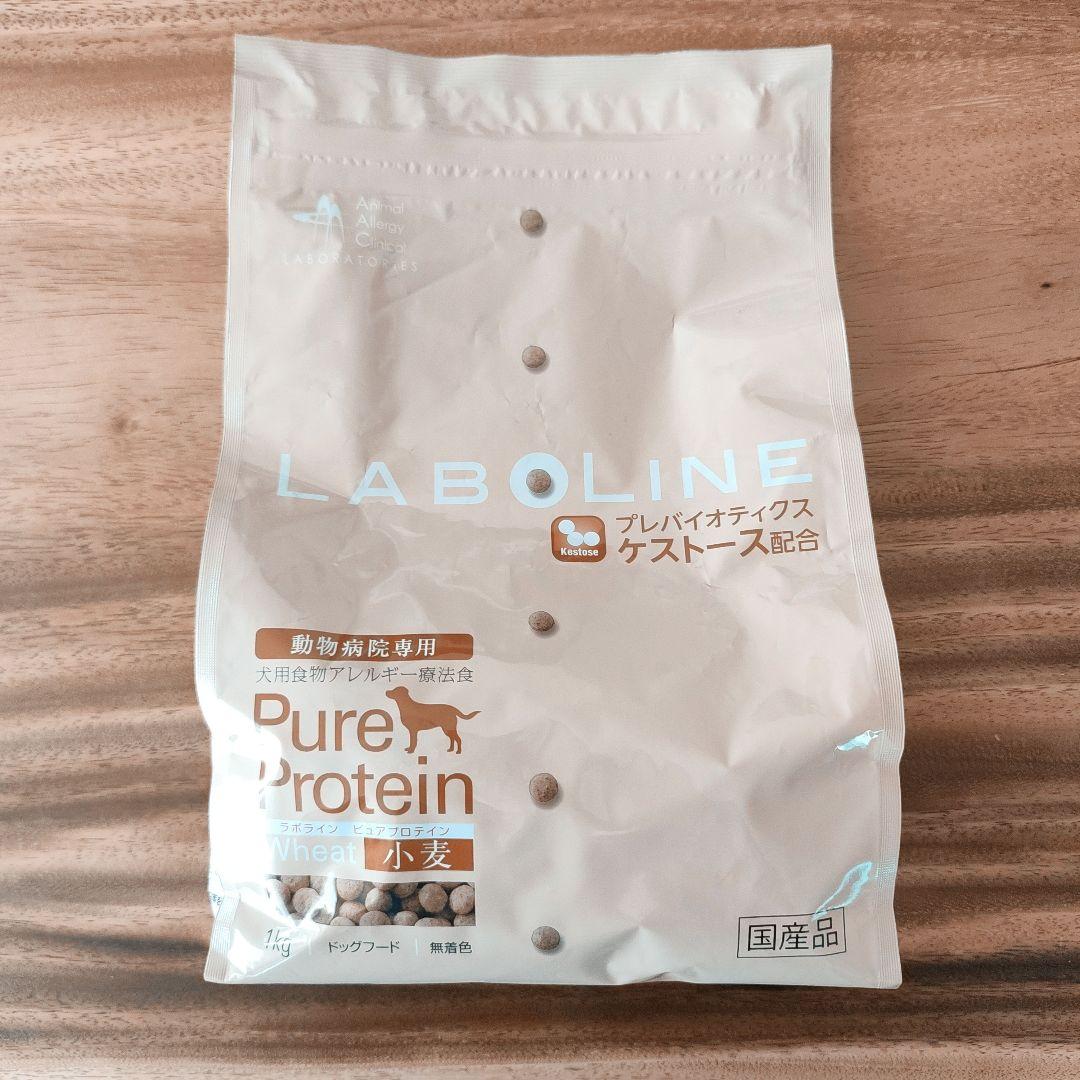 Animal
Allergy
Clinical
LABORATORIES
LABOLINE
Kestose
プレバイオティクス
ケストース配合
動物病院専用
犬用食物アレルギー療法食
Pure
Protein
ラボライン ピュアプロテイン
Wheat 小麦
1kg ドッグフード 無着色
国産品